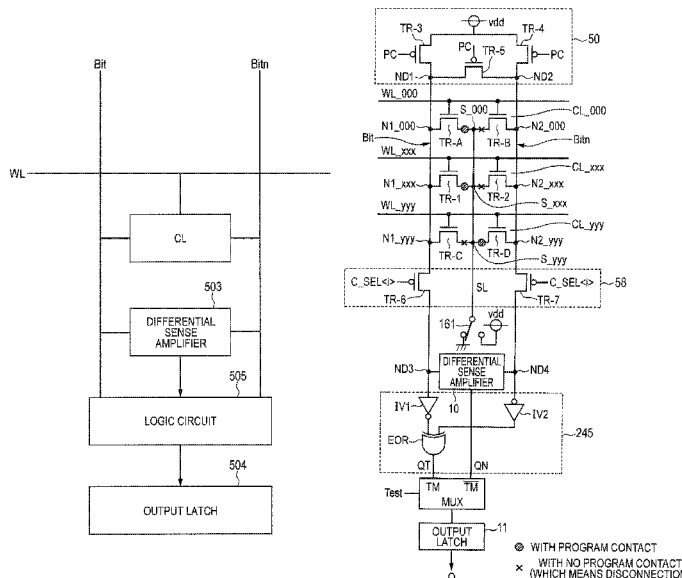 Bit
Bitn
WL
CL
503
DIFFERENTIAL
SENSE
AMPLIFIER
505
LOGIC CIRCUIT
504
OUTPUT LATCH
vdd
TR-3
TR-4
50
PC
PC
TR-5
PC
ND1
ND2
WL_000
S_000
CL_000
N1_000
N2_000
TR-A
TR-B
Bit
Bitn
WL_xxx
CL_xxx
N1_xxx
N2_xxx
TR-1
TR-2
WL_yyy
S_xxx
CL_yyy
N1_yyy
N2_yyy
TR-C
TR-D
S_yyy
C_SEL<i>
SL
C_SEL<i>
58
TR-6
TR-7
161
vdd
ND3
DIFFERENTIAL
SENSE
AMPLIFIER
ND4
10
IV1
IV2
245
EOR
QT
QN
Test
TM
TM
MUX
OUTPUT
LATCH
11
WITH PROGRAM CONTACT
× WITH NO PROGRAM CONTACT
(WHICH MEANS DISCONNECTION